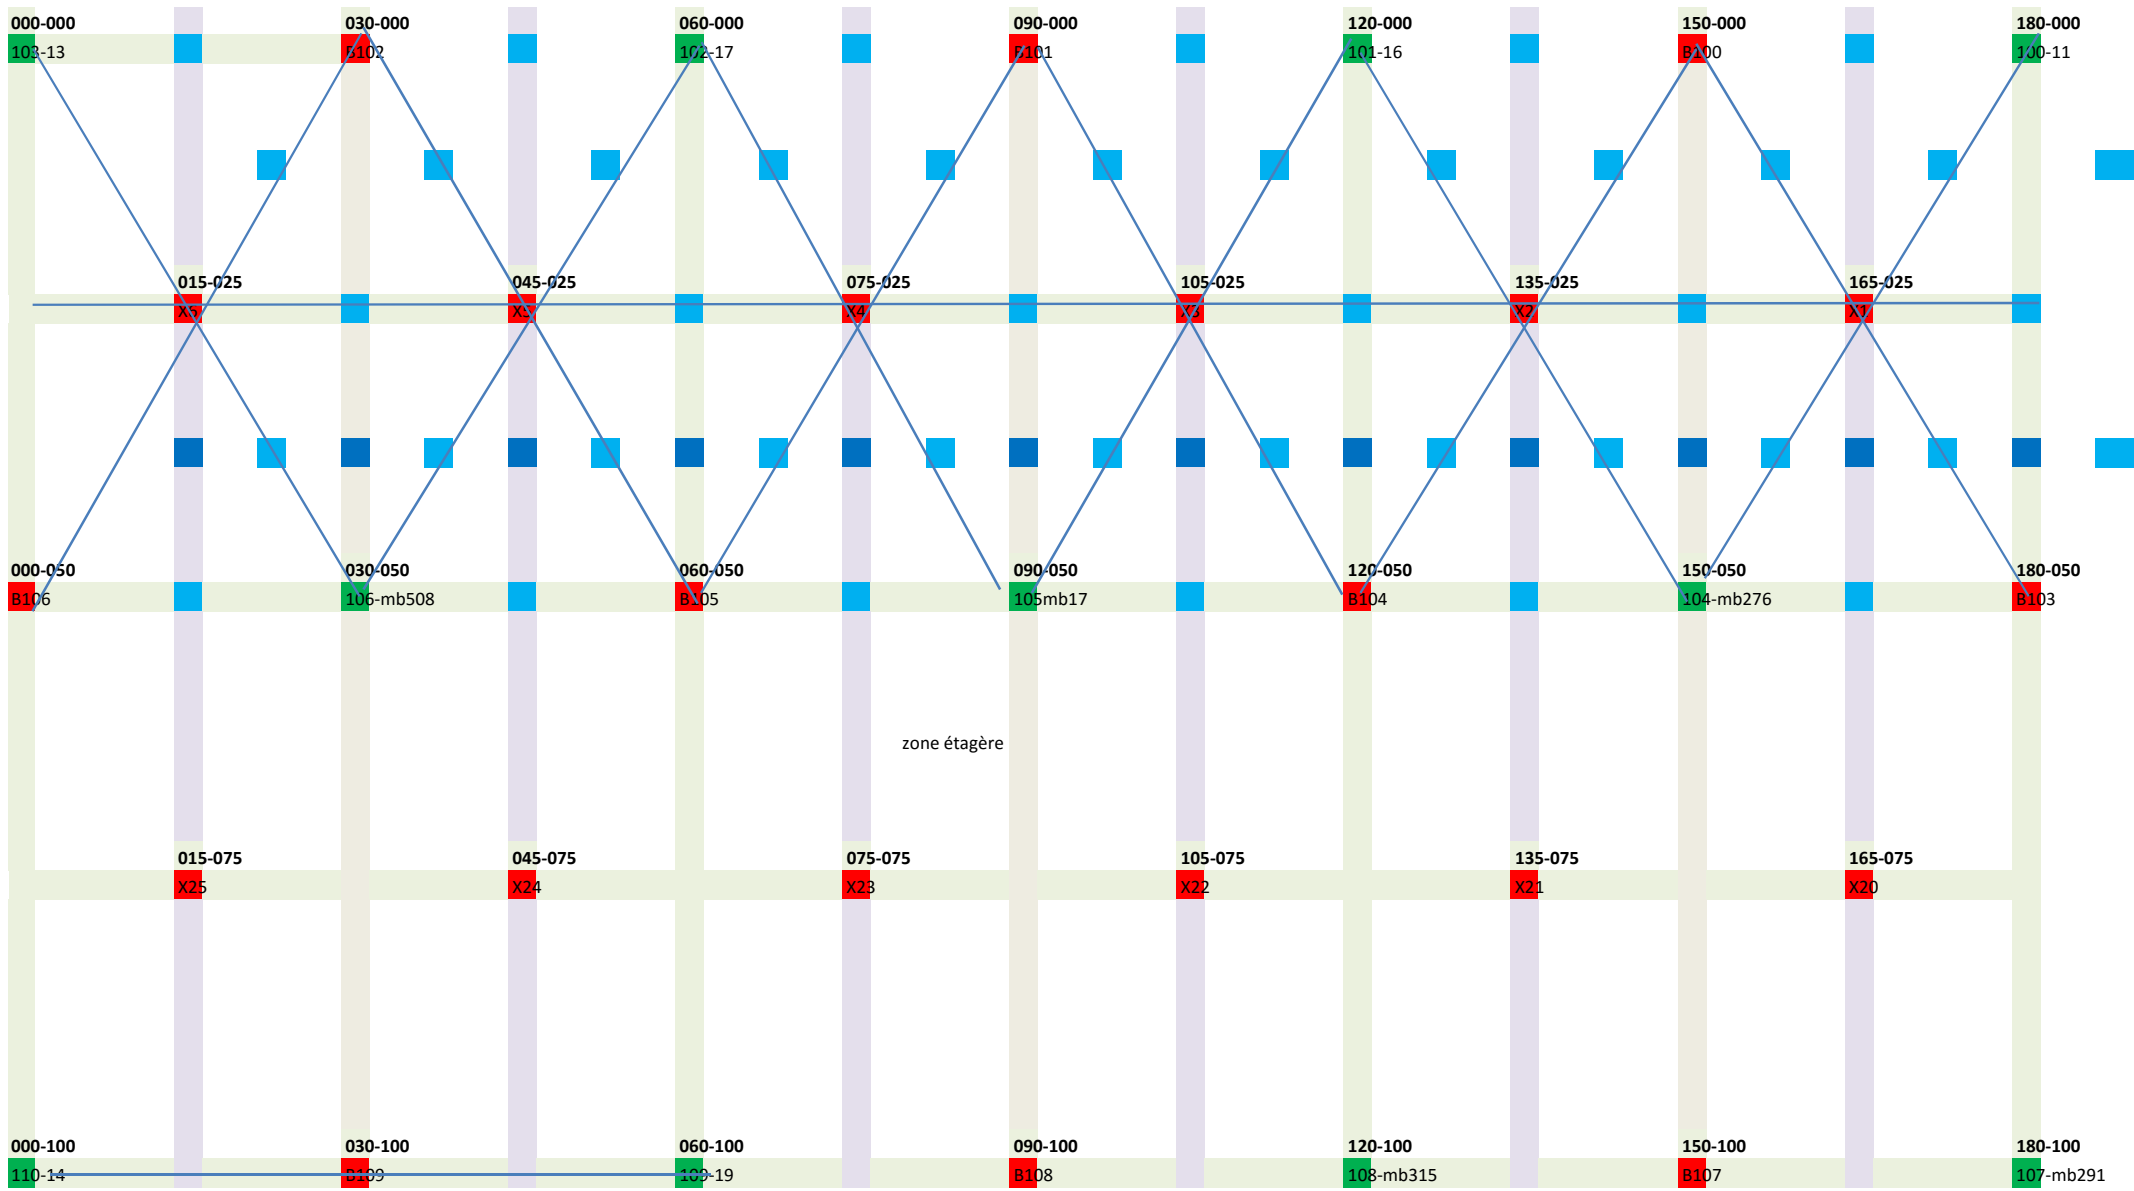 000-000 030-000 060-000 090-000 120-000 150-000 180-000
103-13 B102 102-17 B101 101-16 B100 100-11
015-025 045-025 075-025 105-025 135-025 165-025
X6 X5 X4 X3 X2 X1
000-050 030-050 060-050 090-050 120-050 150-050 180-050
B106 106-mb508 B105 105mb17 B104 104-mb276 B103
zone étagère
015-075 045-075 075-075 105-075 135-075 165-075
X25 X24 X23 X22 X21 X20
000-100 030-100 060-100 090-100 120-100 150-100 180-100
110-14 B109 109-19 B108 108-mb315 B107 107-mb291